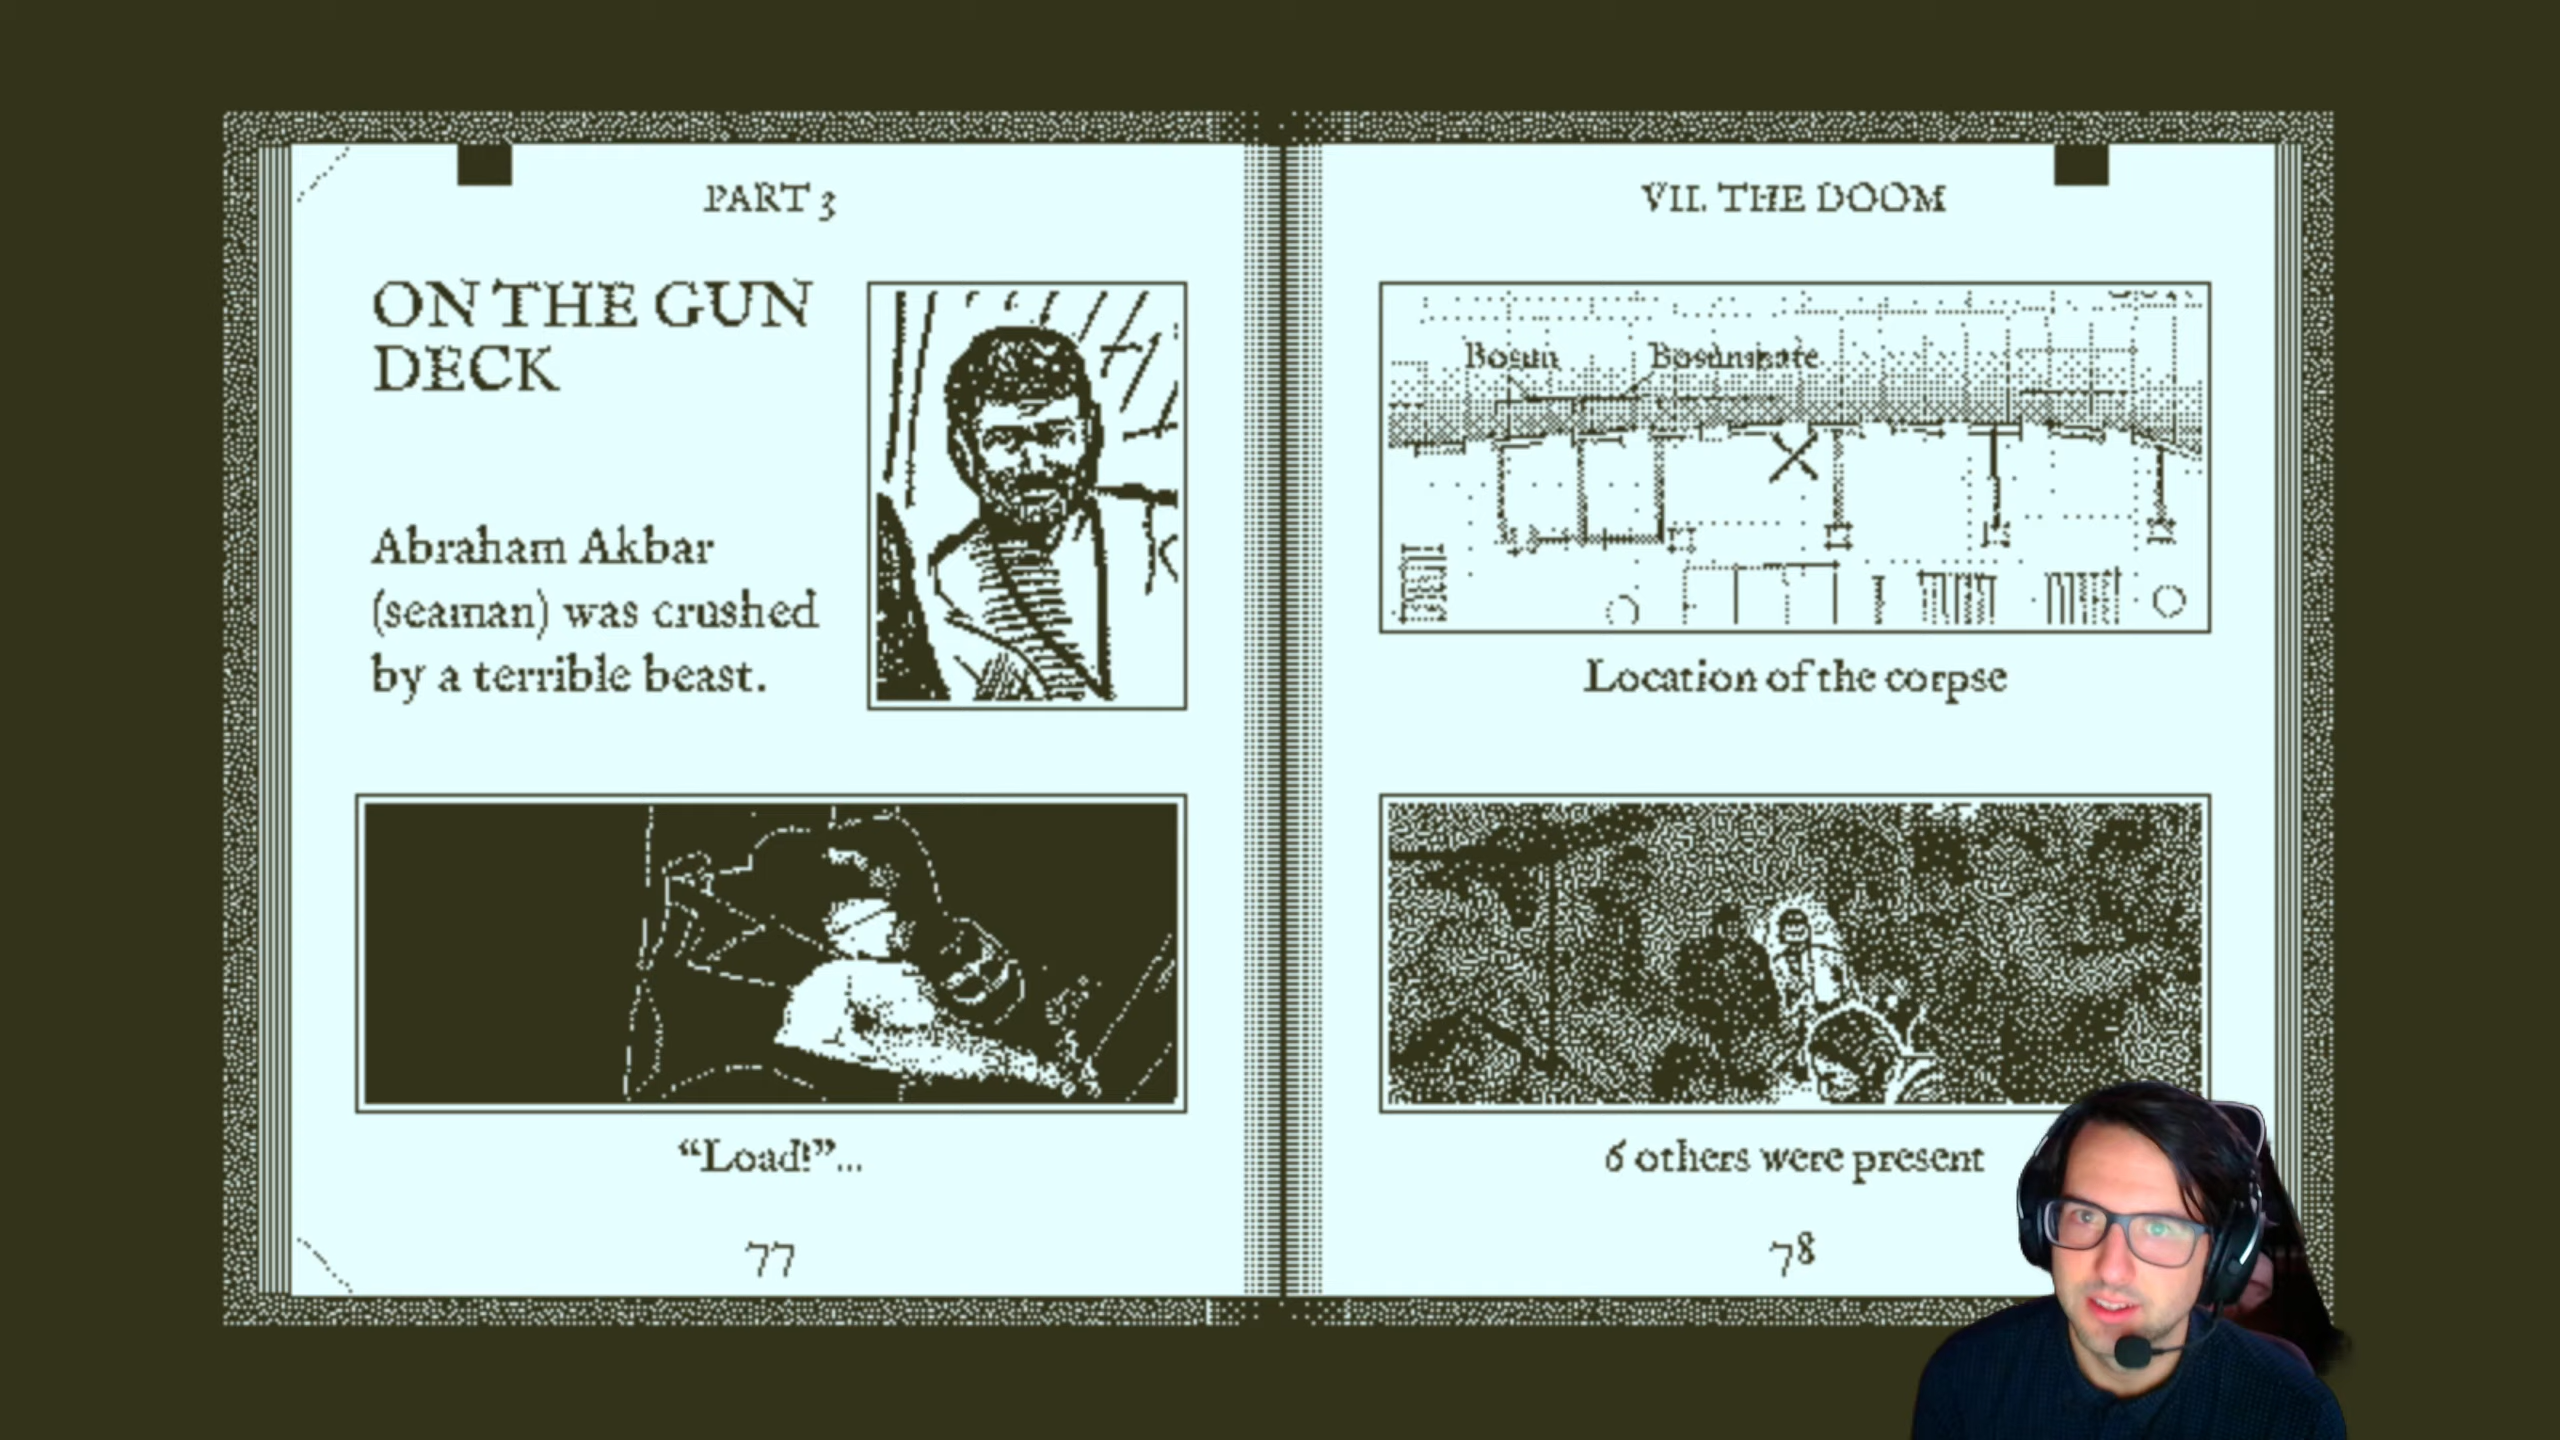 PART 3
ON THE GUN
DECK
Abraham Akbar
(seaman) was crushed
by a terrible beast.
“Load!”...
77
VII. THE DOOM
Bosun
Bosunsmate
Location of the corpse
6 others were present
78